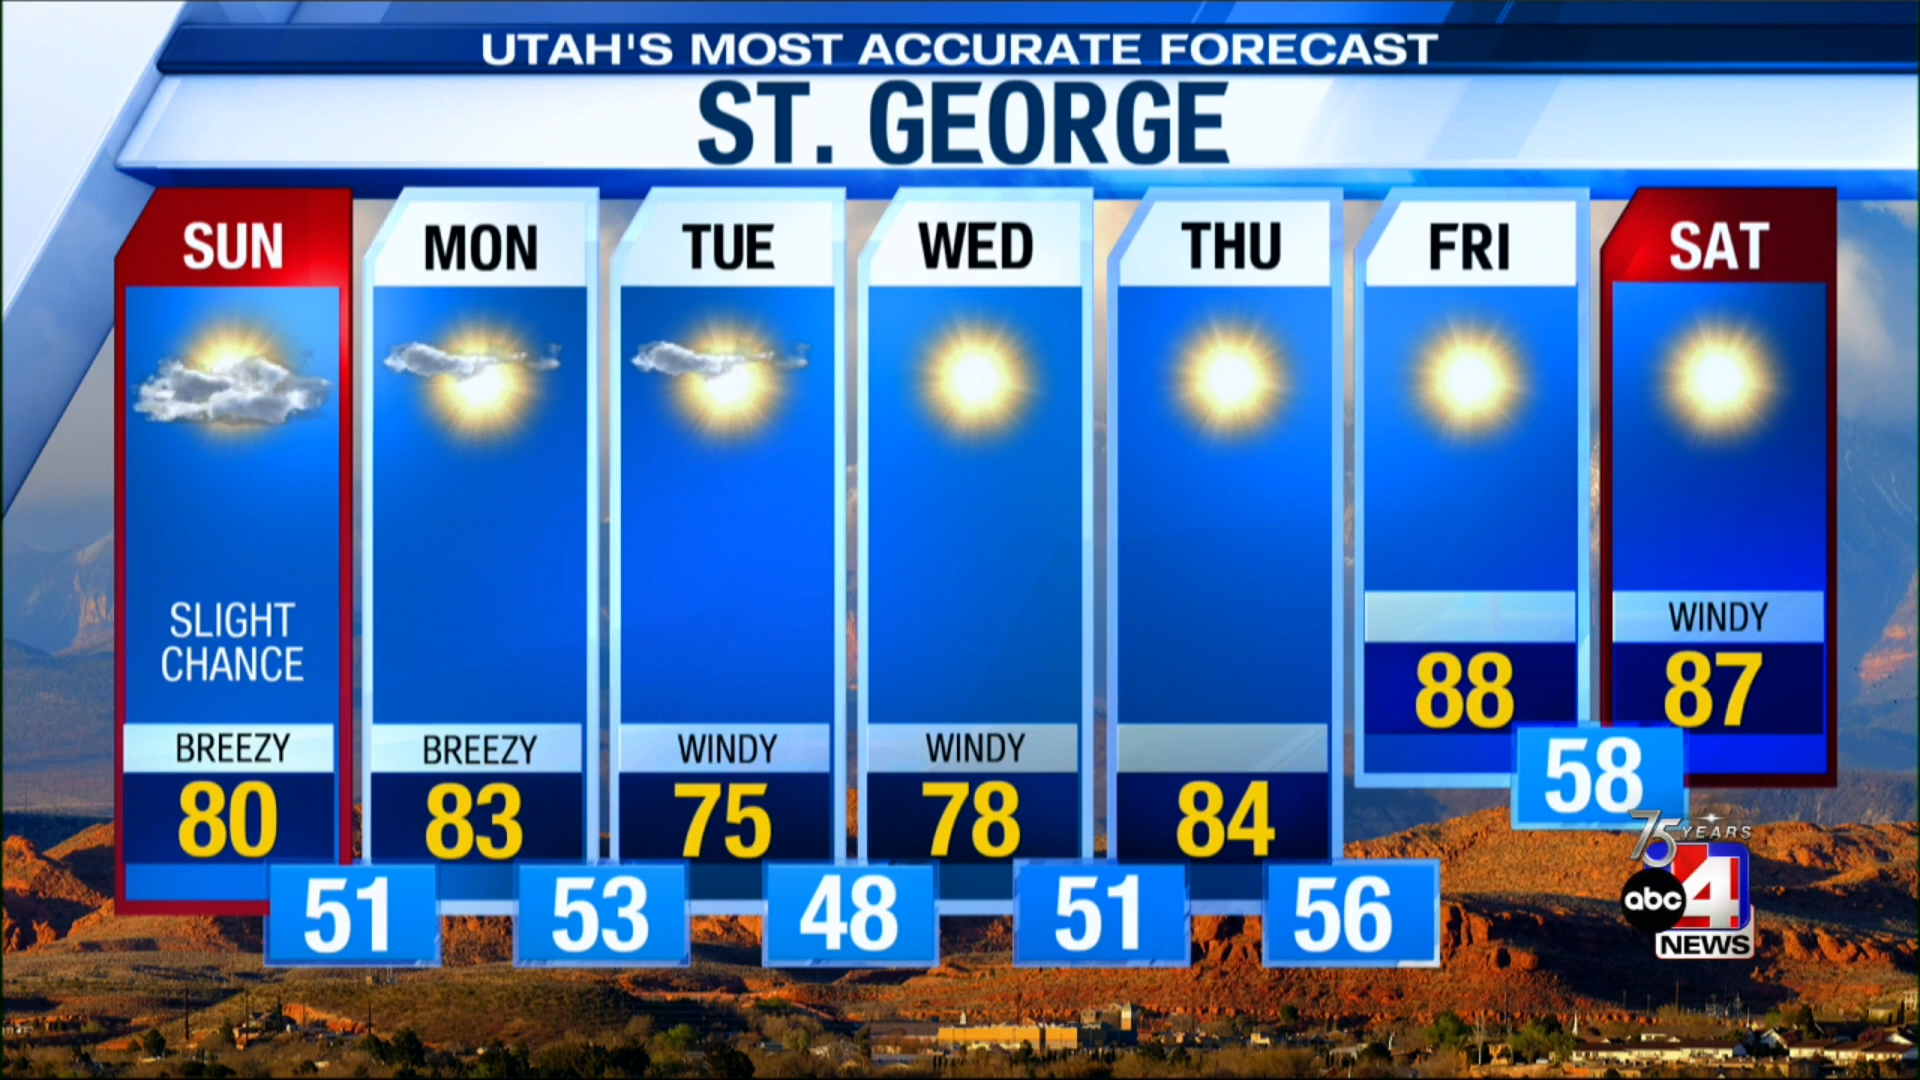 UTAH'S MOST ACCURATE FORECAST
ST. GEORGE
SUN
MON
TUE
WED
THU
FRI
SAT
SLIGHT
CHANCE
BREEZY
BREEZY
WINDY
WINDY
WINDY
80
83
75
78
84
88
87
51
53
48
51
56
58
75 YEARS
abc 4
NEWS